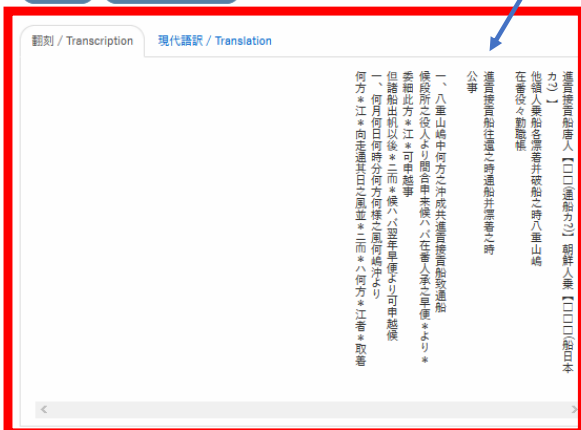 翻刻 / Transcription
現代語訳 / Translation
進貢接貢船唐人【□□(通船カ?)】朝鮮人乗【□□□(船日本
カ?)】
他領人乗船各漂着并破船之時八重山嶋
在番役々勤職帳
進貢接貢船往還之時通船并漂着之時
公事
一、八重山嶋中何方之沖成共進貢接貢船致通船
候段所之役人より問合申来候ハバ在番人承之早便*より*
委細此方*江*可申越事
但諸船出帆以後*ニ而*候ハバ翌年早便より可申越候
一、何月何日何時分何方何様之風何嶋沖より
何方*江*向走通其日之風並*ニ而*ハ何方*江者*取着